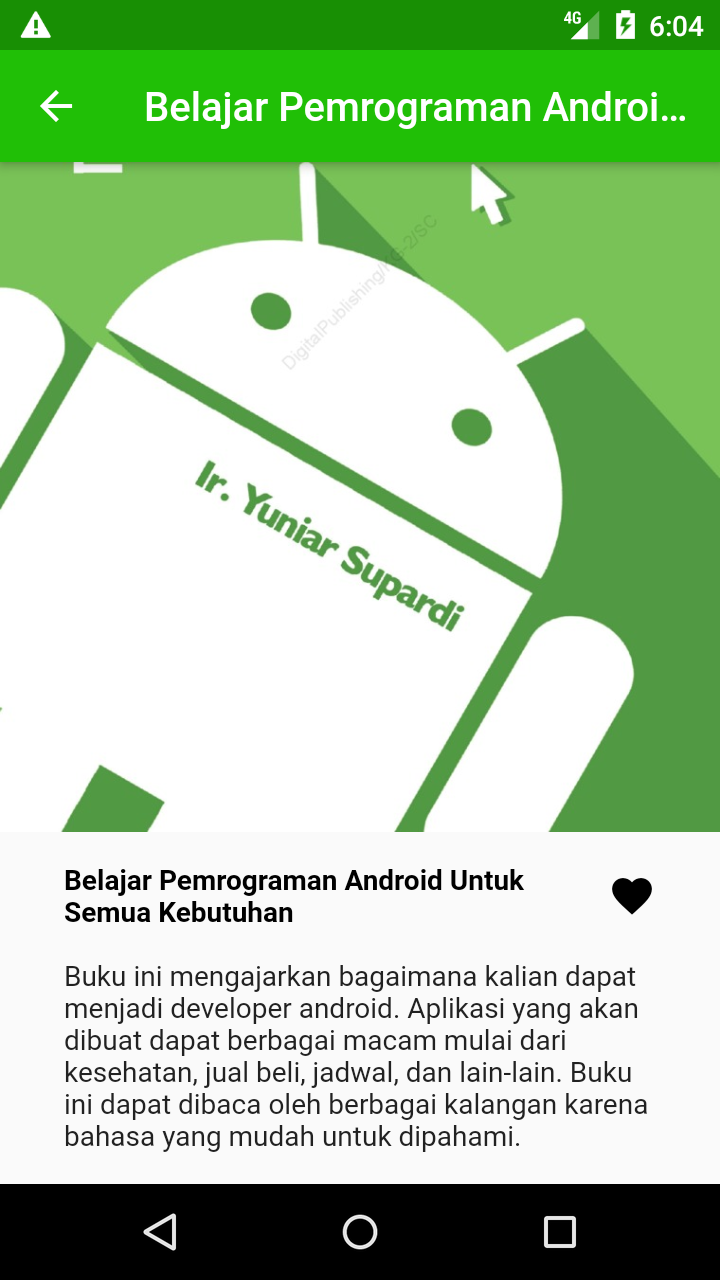 4G 6:04
Belajar Pemrograman Androi...
DigitalPublishing/KG-2/SC
Ir. Yuniar Supardi
Belajar Pemrograman Android Untuk
Semua Kebutuhan
Buku ini mengajarkan bagaimana kalian dapat
menjadi developer android. Aplikasi yang akan
dibuat dapat berbagai macam mulai dari
kesehatan, jual beli, jadwal, dan lain-lain. Buku
ini dapat dibaca oleh berbagai kalangan karena
bahasa yang mudah untuk dipahami.